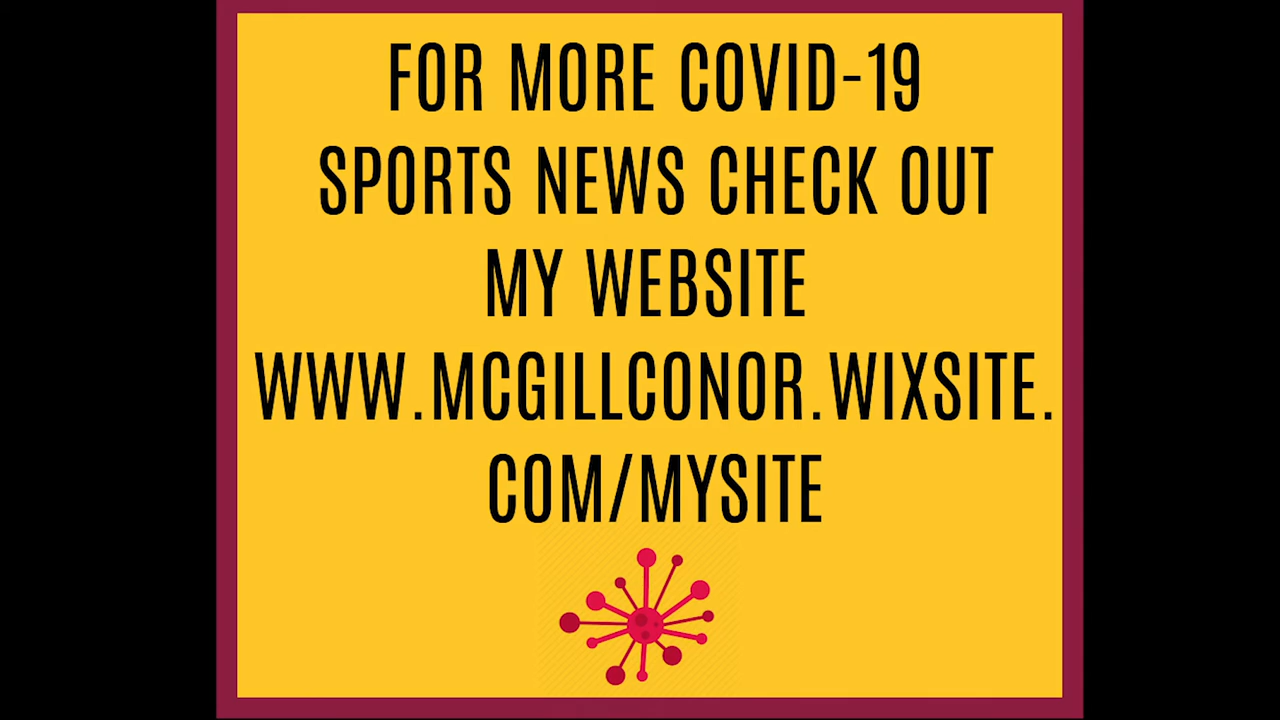 FOR MORE COVID-19
SPORTS NEWS CHECK OUT
MY WEBSITE
WWW.MCGILLCONOR.WIXSITE.
COM/MYSITE